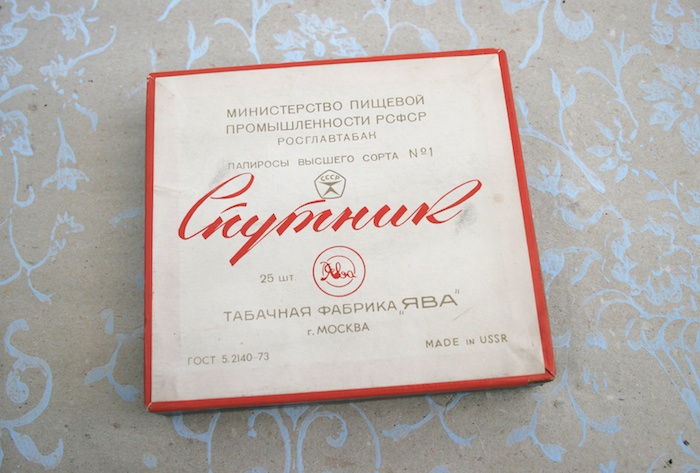 МИНИСТЕРСТВО ПИЩЕВОЙ
ПРОМЫШЛЕННОСТИ РСФСР
РОСГЛАВТАБАК
ПАПИРОСЫ ВЫСШЕГО СОРТА №1
СССР
Спутник
25 шт.
Ява
ТАБАЧНАЯ ФАБРИКА „ЯВА"
г. МОСКВА
ГОСТ 5.2140-73
MADE IN USSR